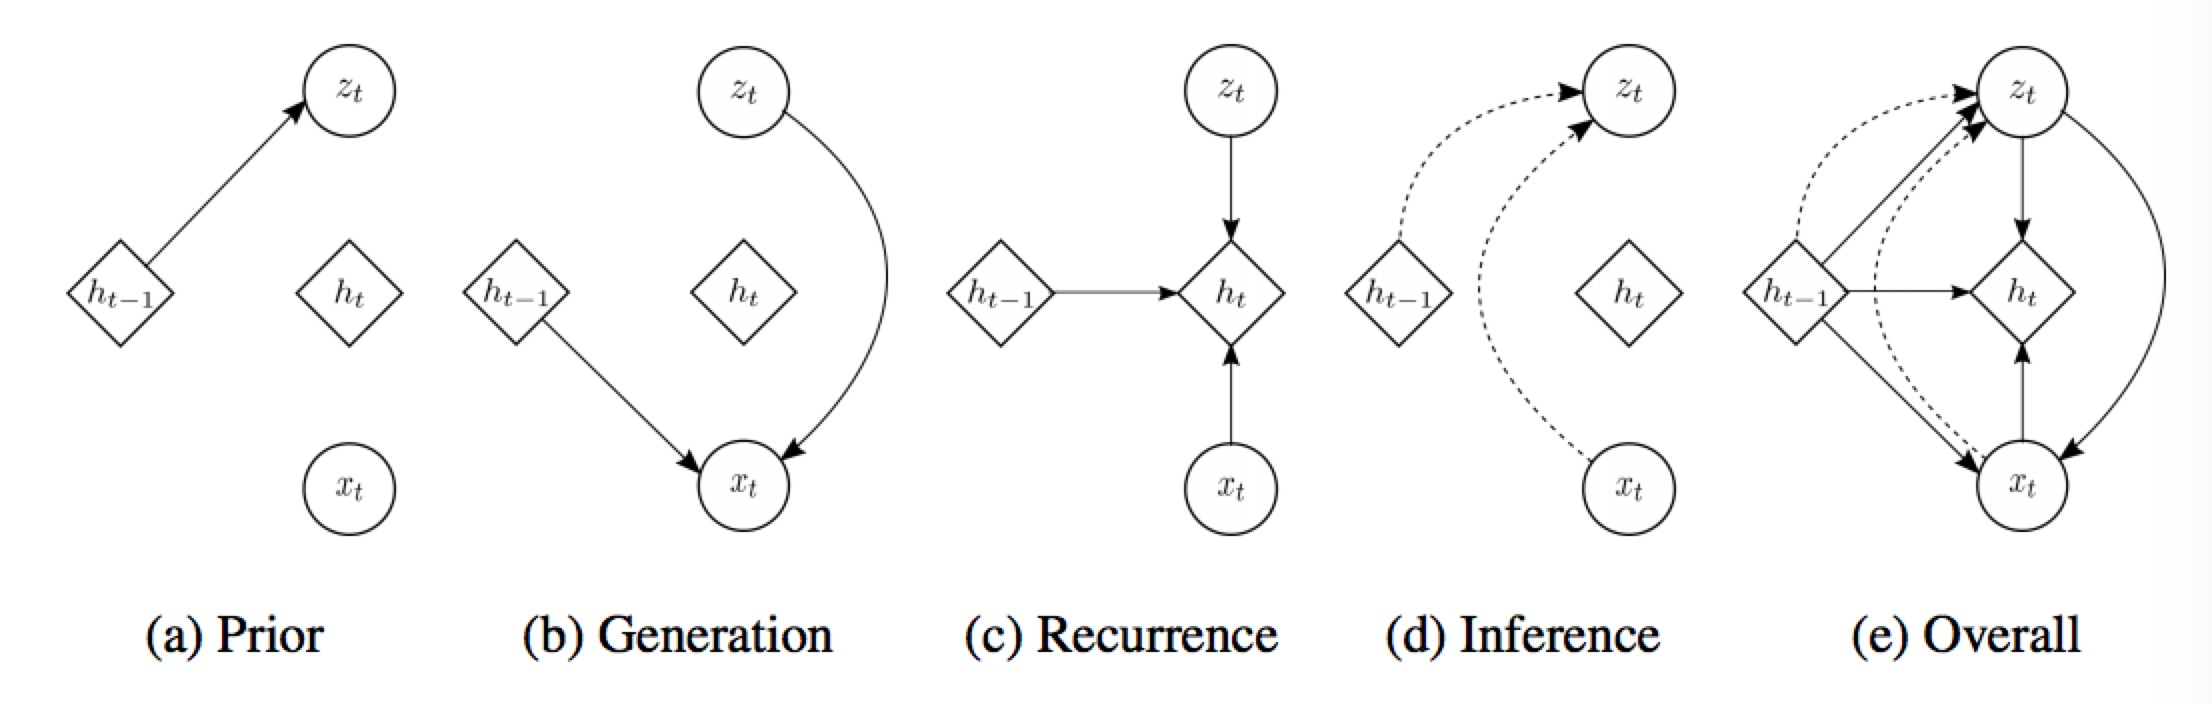 z_t z_t z_t z_t z_t
h_{t-1} h_t h_{t-1} h_t h_{t-1} h_t h_{t-1} h_t h_{t-1} h_t
x_t x_t x_t x_t x_t
(a) Prior (b) Generation (c) Recurrence (d) Inference (e) Overall